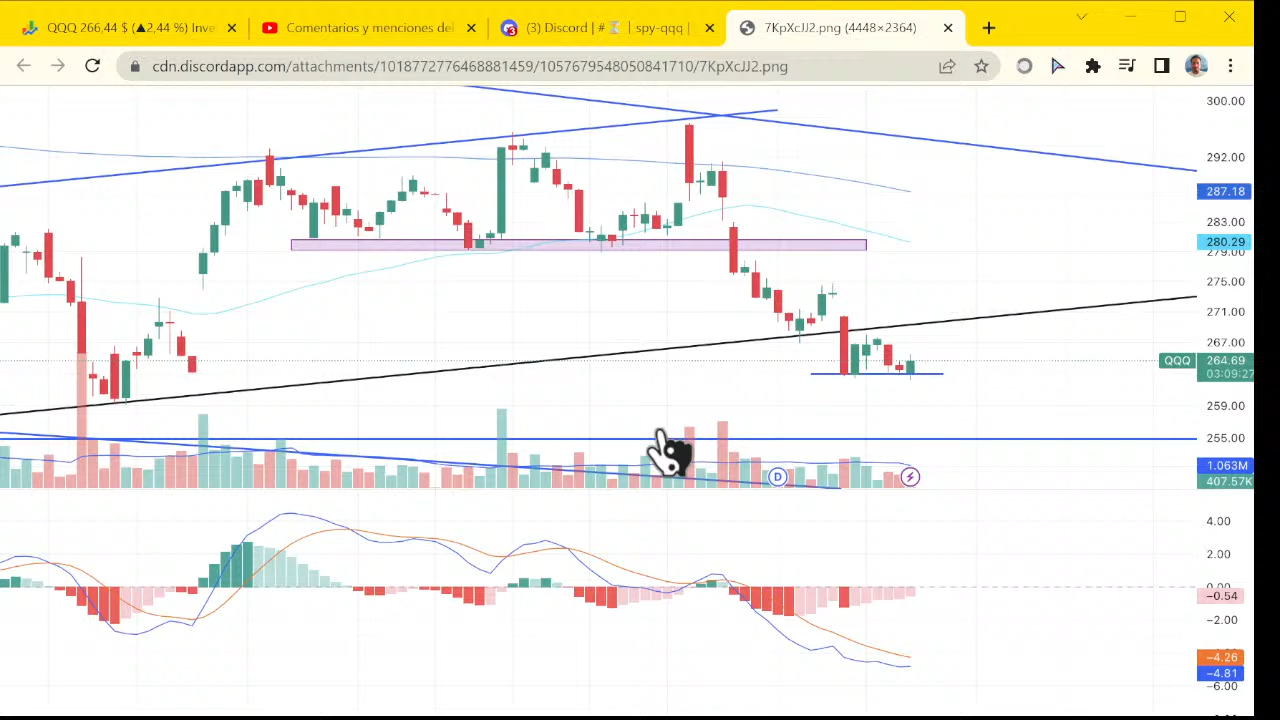 QQQ 266,44 $ (▲2,44 %) Inve
Comentarios y menciones del
(3) Discord | # | spy-qqq |
7KpXcJJ2.png (4448×2364)
cdn.discordapp.com/attachments/1018772776468881459/1057679548050841710/7KpXcJJ2.png
300.00
292.00
287.18
283.00
280.29
279.00
275.00
271.00
267.00
QQQ 264.69
03:09:27
259.00
255.00
1.063M
407.57K
D
4.00
2.00
0.00
−0.54
−2.00
−4.26
−4.81
−6.00